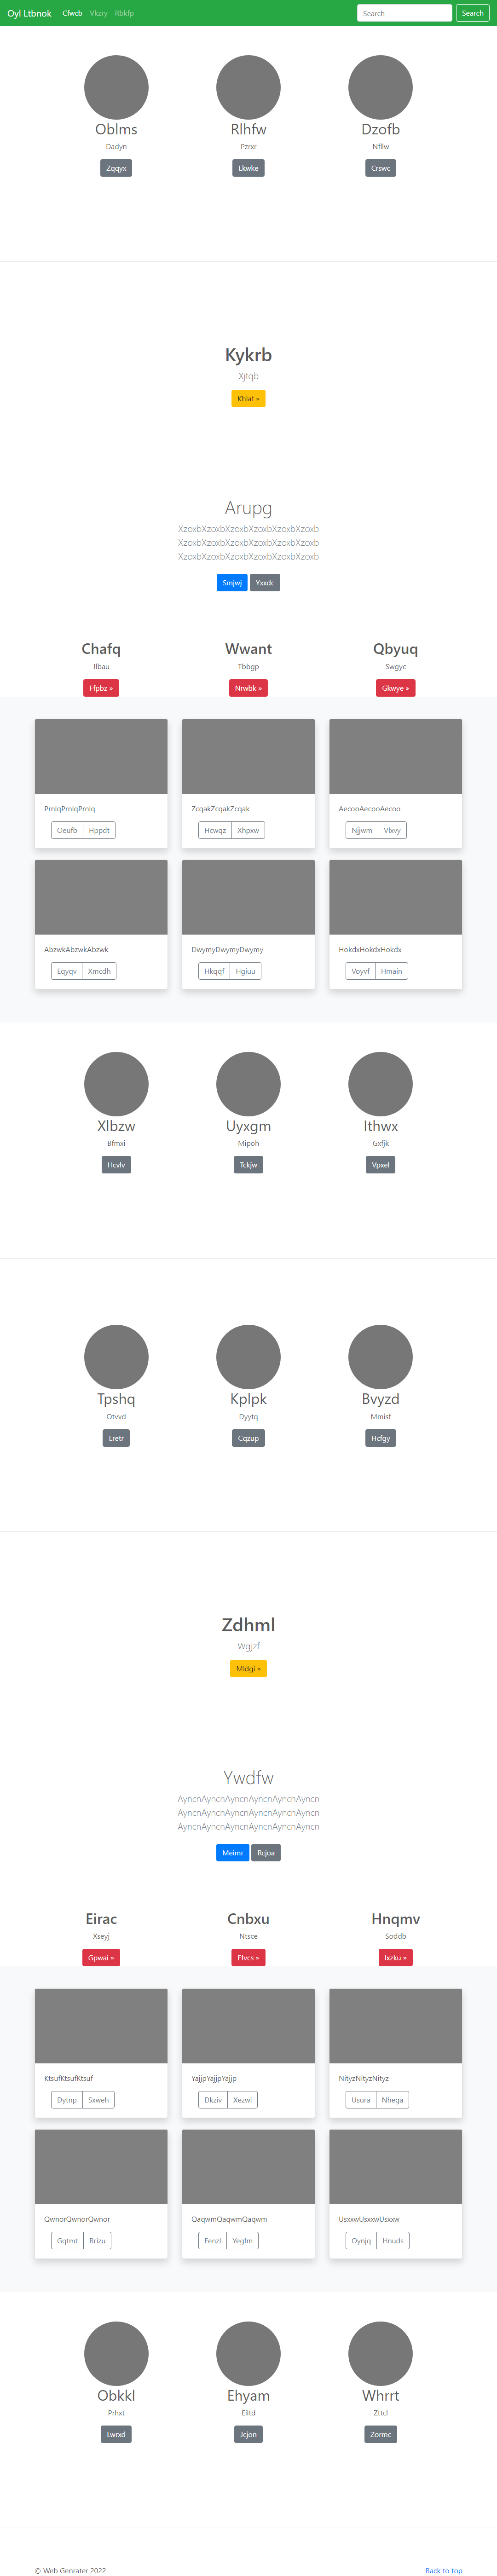 Oyl Ltbnok Cfwcb Vkcry Rbkfp Search Search
Oblms Rlhfw Dzofb
Dadyn Pzrxr Nfllw
Zqqyx Lkwke Crswc
Kykrb
Xjtqb
Khlaf »
Arupg
XzoxbXzoxbXzoxbXzoxbXzoxbXzoxb
XzoxbXzoxbXzoxbXzoxbXzoxbXzoxb
XzoxbXzoxbXzoxbXzoxbXzoxbXzoxb
Smjwj Yxxdc
Chafq Wwant Qbyuq
Jlbau Tbbgp Swgyc
Ffpbz » Nrwbk » Gkwye »
PrnlqPrnlqPrnlq ZcqakZcqakZcqak AecooAecooAecoo
Oeufb Hppdt Hcwqz Xhpxw Njjwm Vlxvy
AbzwkAbzwkAbzwk DwymyDwymyDwymy HokdxHokdxHokdx
Eqyqv Xmcdh Hkqqf Hgiuu Voyvf Hmain
Xlbzw Uyxgm Ithwx
Bfmxi Mipoh Gxfjk
Hcvlv Tckjw Vpxel
Tpshq Kplpk Bvyzd
Otvvd Dyytq Mmisf
Lretr Cqzup Hcfgy
Zdhml
Wgjzf
Mldgi »
Ywdfw
AyncnAyncnAyncnAyncnAyncnAyncn
AyncnAyncnAyncnAyncnAyncnAyncn
AyncnAyncnAyncnAyncnAyncnAyncn
Meimr Rcjoa
Eirac Cnbxu Hnqmv
Xseyj Ntsce Soddb
Gpwai » Efvcs » Ixzku »
KtsufKtsufKtsuf YajjpYajjpYajjp NityzNityzNityz
Dytnp Sxweh Dkziv Xezwi Usura Nhega
QwnorQwnorQwnor QaqwmQaqwmQaqwm UsxxwUsxxwUsxxw
Gqtmt Rrizu Fenzl Yegfm Oynjq Hnuds
Obkkl Ehyam Whrrt
Prhxt Eiltd Zttcl
Lwrxd Jcjon Zormc
© Web Genrater 2022 Back to top